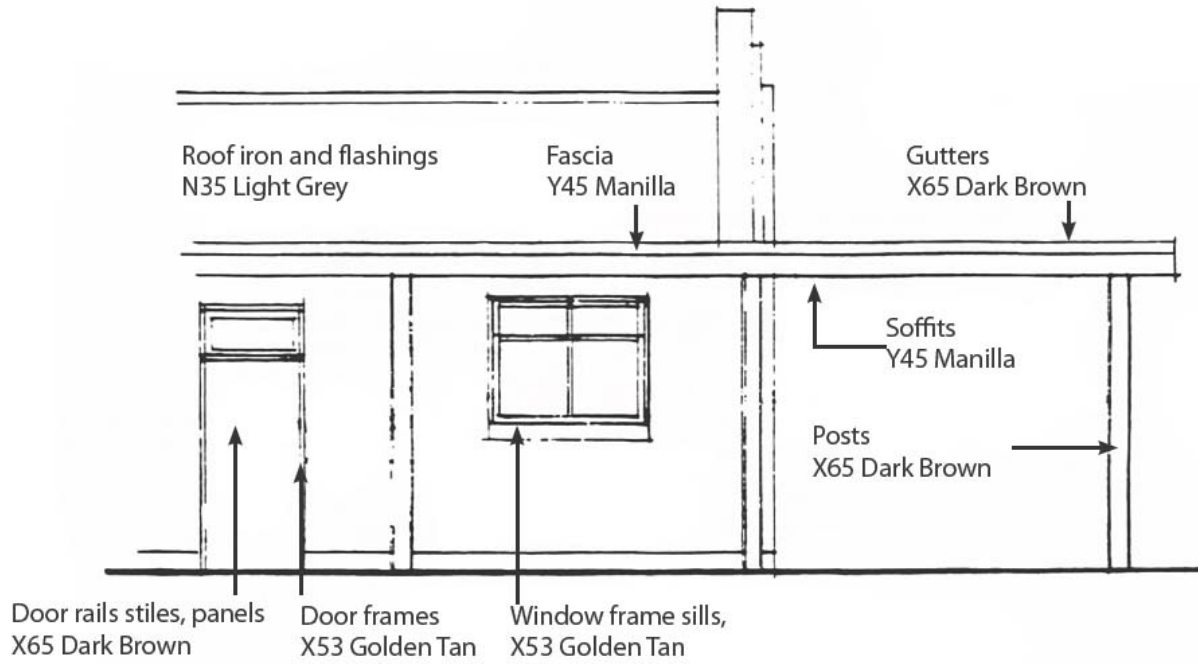 Roof iron and flashings
N35 Light Grey
Fascia
Y45 Manilla
Gutters
X65 Dark Brown
Soffits
Y45 Manilla
Posts
X65 Dark Brown
Door rails stiles, panels
X65 Dark Brown
Door frames
X53 Golden Tan
Window frame sills,
X53 Golden Tan